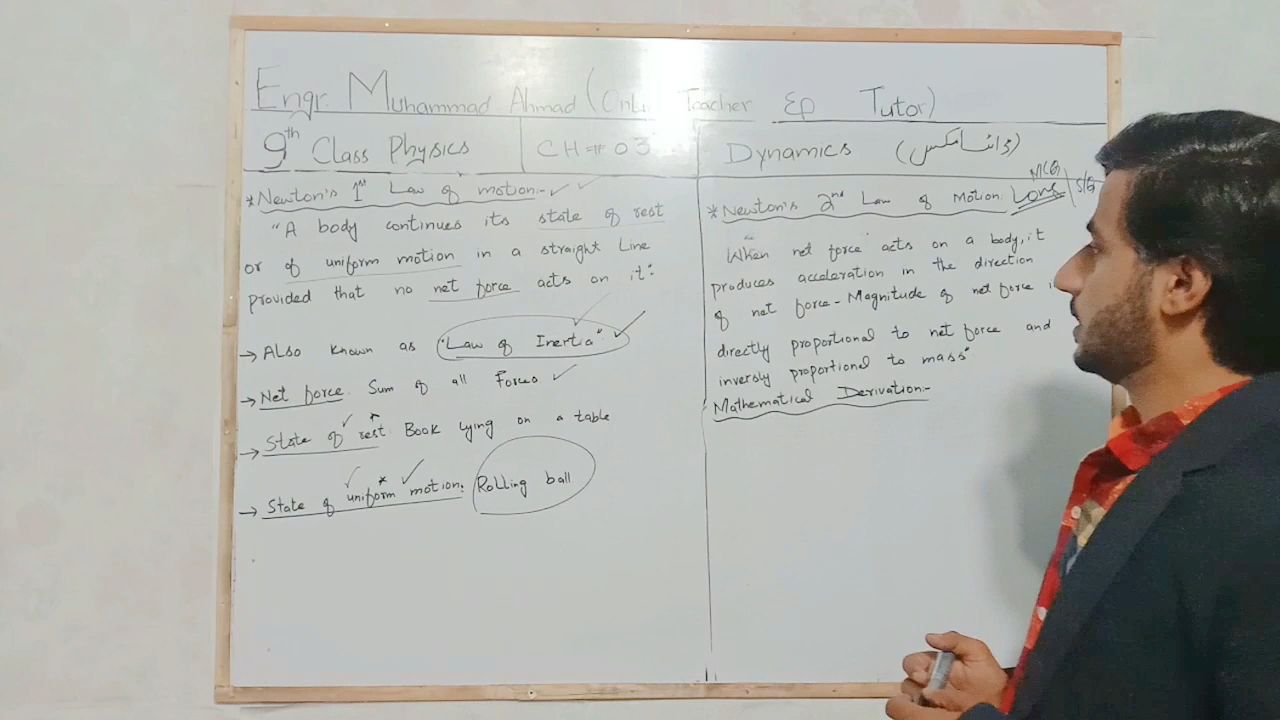 Engr. Muhammad Ahmad (Onli Teacher Ep Tutor)
9th Class Physics
CH # 03
Dynamics (ڈائنامکس)
*Newton's 1st Law of motion:-
"A body continues its state of rest
or of uniform motion in a straight Line
provided that no net force acts on it":
→ Also known as "Law of Inertia".
→ Net force. Sum of all Forces
→ State of rest. Book lying on a table
→ State of uniform motion: Rolling ball
*Newton's 2nd Law of Motion: Long MCQ S/Q
"When net force acts on a body, it
produces acceleration in the direction
of net force - Magnitude of net force i
directly proportional to net force and
inversly proportional to mass"
Mathematical Derivation:-